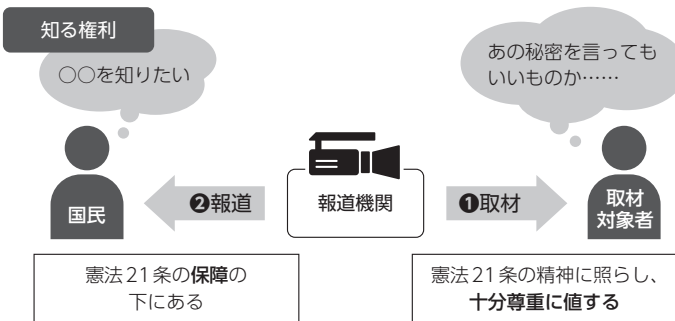 知る権利
○○を知りたい
あの秘密を言っても
いいものか……
国民
❷報道
報道機関
❶取材
取材
対象者
憲法21条の保障の
下にある
憲法21条の精神に照らし、
十分尊重に値する